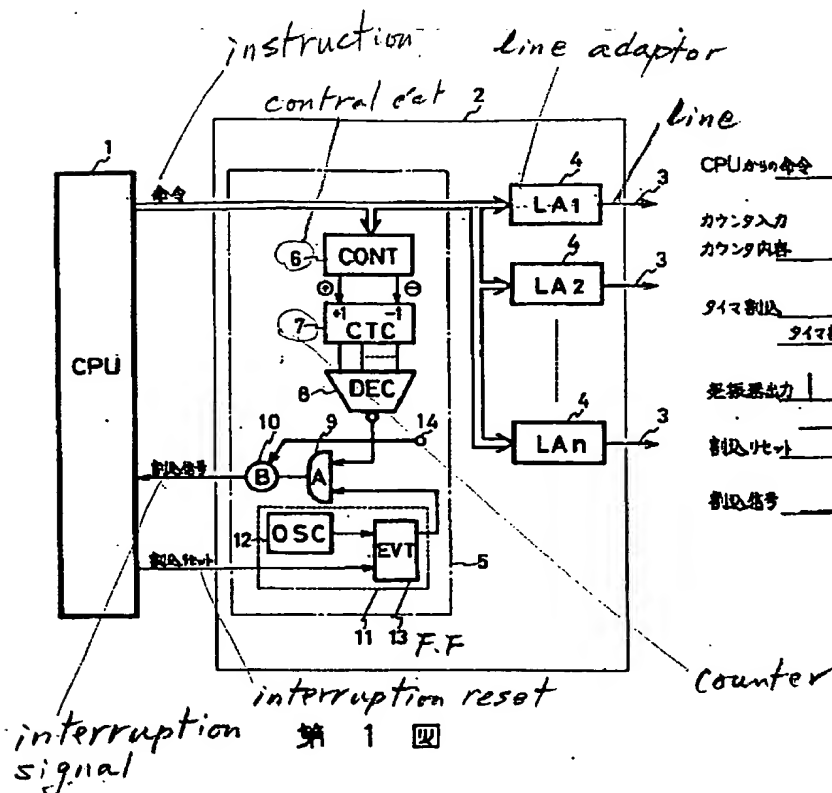 instruction
line adaptor
control c'ct
2
line
1
命令
4
LA1
3
CPUからの命令
6
CONT
⊕
⊖
カウンタ入力
カウンタ内容
7
+1
-1
CTC
4
LA2
3
タイマ割込
CPU
8
DEC
発振器出力
10
9
14
4
LAn
3
割込信号
B
A
割込リセット
12
OSC
EVT
割込信号
割込リセット
5
11
13
F.F
counter
interruption reset
interruption
signal
第 1 図